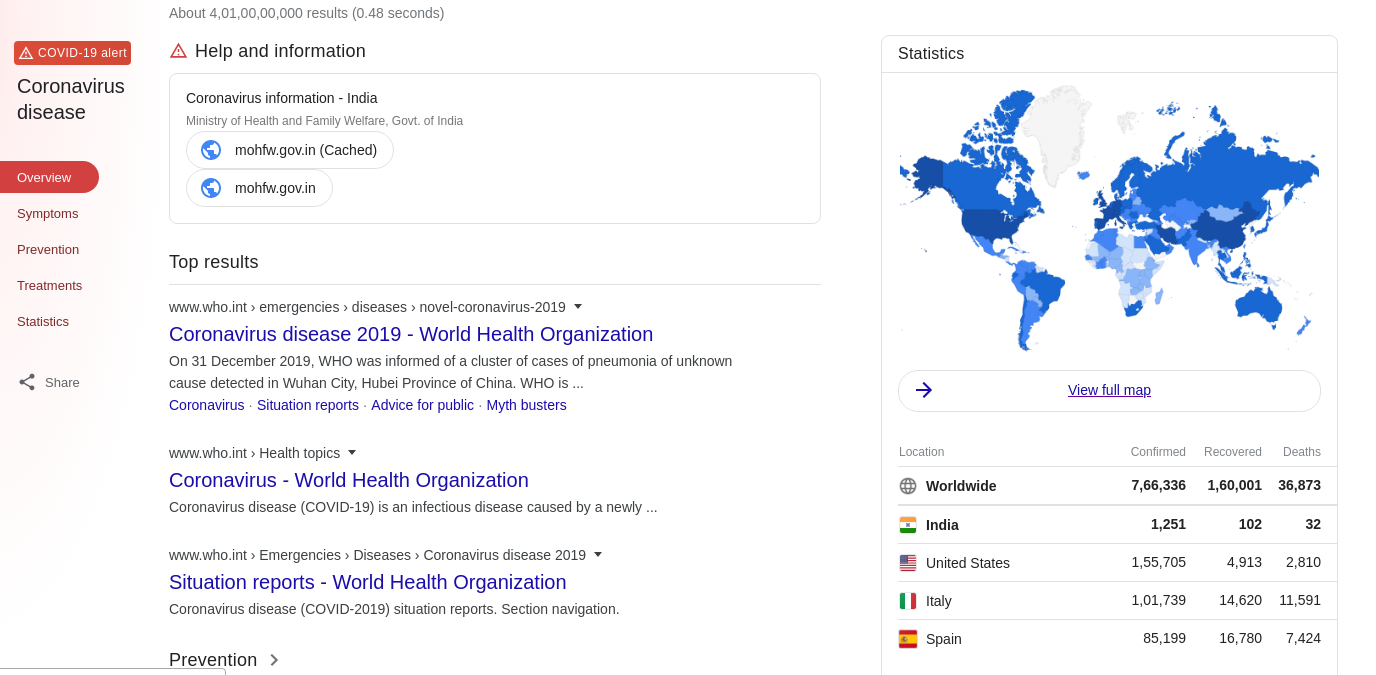 About 4,01,00,00,000 results (0.48 seconds)
COVID-19 alert
Coronavirus
disease
Overview
Symptoms
Prevention
Treatments
Statistics
Share
Help and information
Coronavirus information - India
Ministry of Health and Family Welfare, Govt. of India
mohfw.gov.in (Cached)
mohfw.gov.in
Top results
www.who.int › emergencies › diseases › novel-coronavirus-2019
Coronavirus disease 2019 - World Health Organization
On 31 December 2019, WHO was informed of a cluster of cases of pneumonia of unknown
cause detected in Wuhan City, Hubei Province of China. WHO is ...
Coronavirus · Situation reports · Advice for public · Myth busters
www.who.int › Health topics
Coronavirus - World Health Organization
Coronavirus disease (COVID-19) is an infectious disease caused by a newly ...
www.who.int › Emergencies › Diseases › Coronavirus disease 2019
Situation reports - World Health Organization
Coronavirus disease (COVID-2019) situation reports. Section navigation.
Prevention
Statistics
View full map
Location Confirmed Recovered Deaths
Worldwide 7,66,336 1,60,001 36,873
India 1,251 102 32
United States 1,55,705 4,913 2,810
Italy 1,01,739 14,620 11,591
Spain 85,199 16,780 7,424